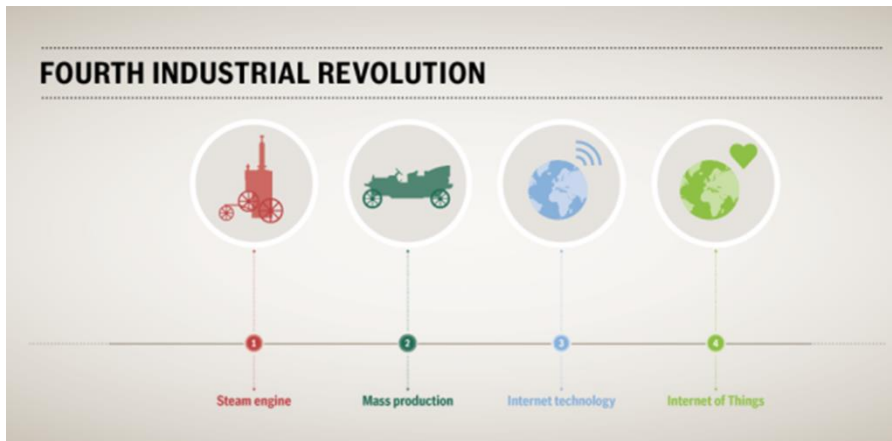 FOURTH INDUSTRIAL REVOLUTION
1 2 3 4
Steam engine Mass production Internet technology Internet of Things